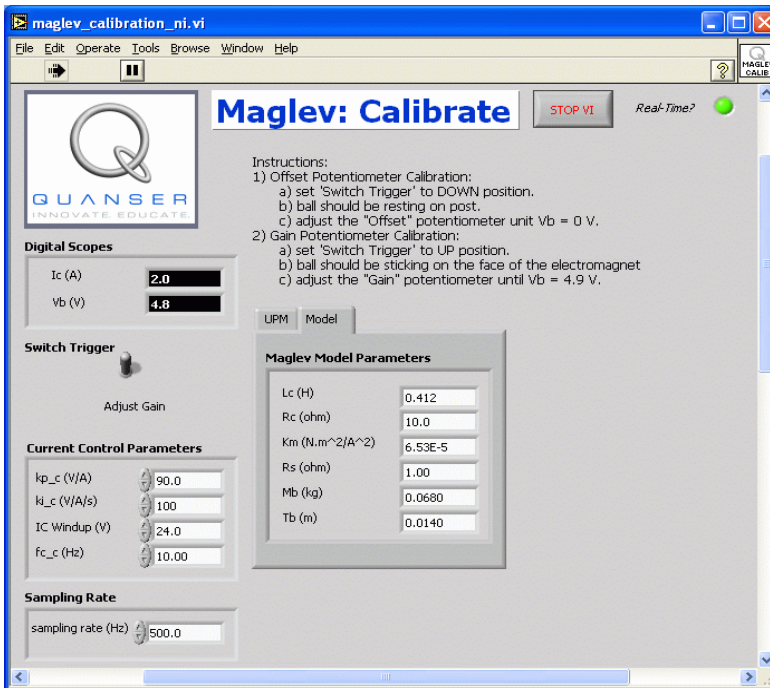 maglev_calibration_ni.vi
File Edit Operate Tools Browse Window Help
MAGLEV
CALIB
QUANSER
INNOVATE. EDUCATE.
Maglev: Calibrate
STOP VI
Real-Time?
Instructions:
1) Offset Potentiometer Calibration:
a) set 'Switch Trigger' to DOWN position.
b) ball should be resting on post.
c) adjust the "Offset" potentiometer unit Vb = 0 V.
2) Gain Potentiometer Calibration:
a) set 'Switch Trigger' to UP position.
b) ball should be sticking on the face of the electromagnet
c) adjust the "Gain" potentiometer until Vb = 4.9 V.
Digital Scopes
Ic (A) 2.0
Vb (V) 4.8
Switch Trigger
Adjust Gain
UPM Model
Maglev Model Parameters
Lc (H) 0.412
Rc (ohm) 10.0
Km (N.m^2/A^2) 6.53E-5
Rs (ohm) 1.00
Mb (kg) 0.0680
Tb (m) 0.0140
Current Control Parameters
kp_c (V/A) 90.0
ki_c (V/A/s) 100
IC Windup (V) 24.0
fc_c (Hz) 10.00
Sampling Rate
sampling rate (Hz) 500.0